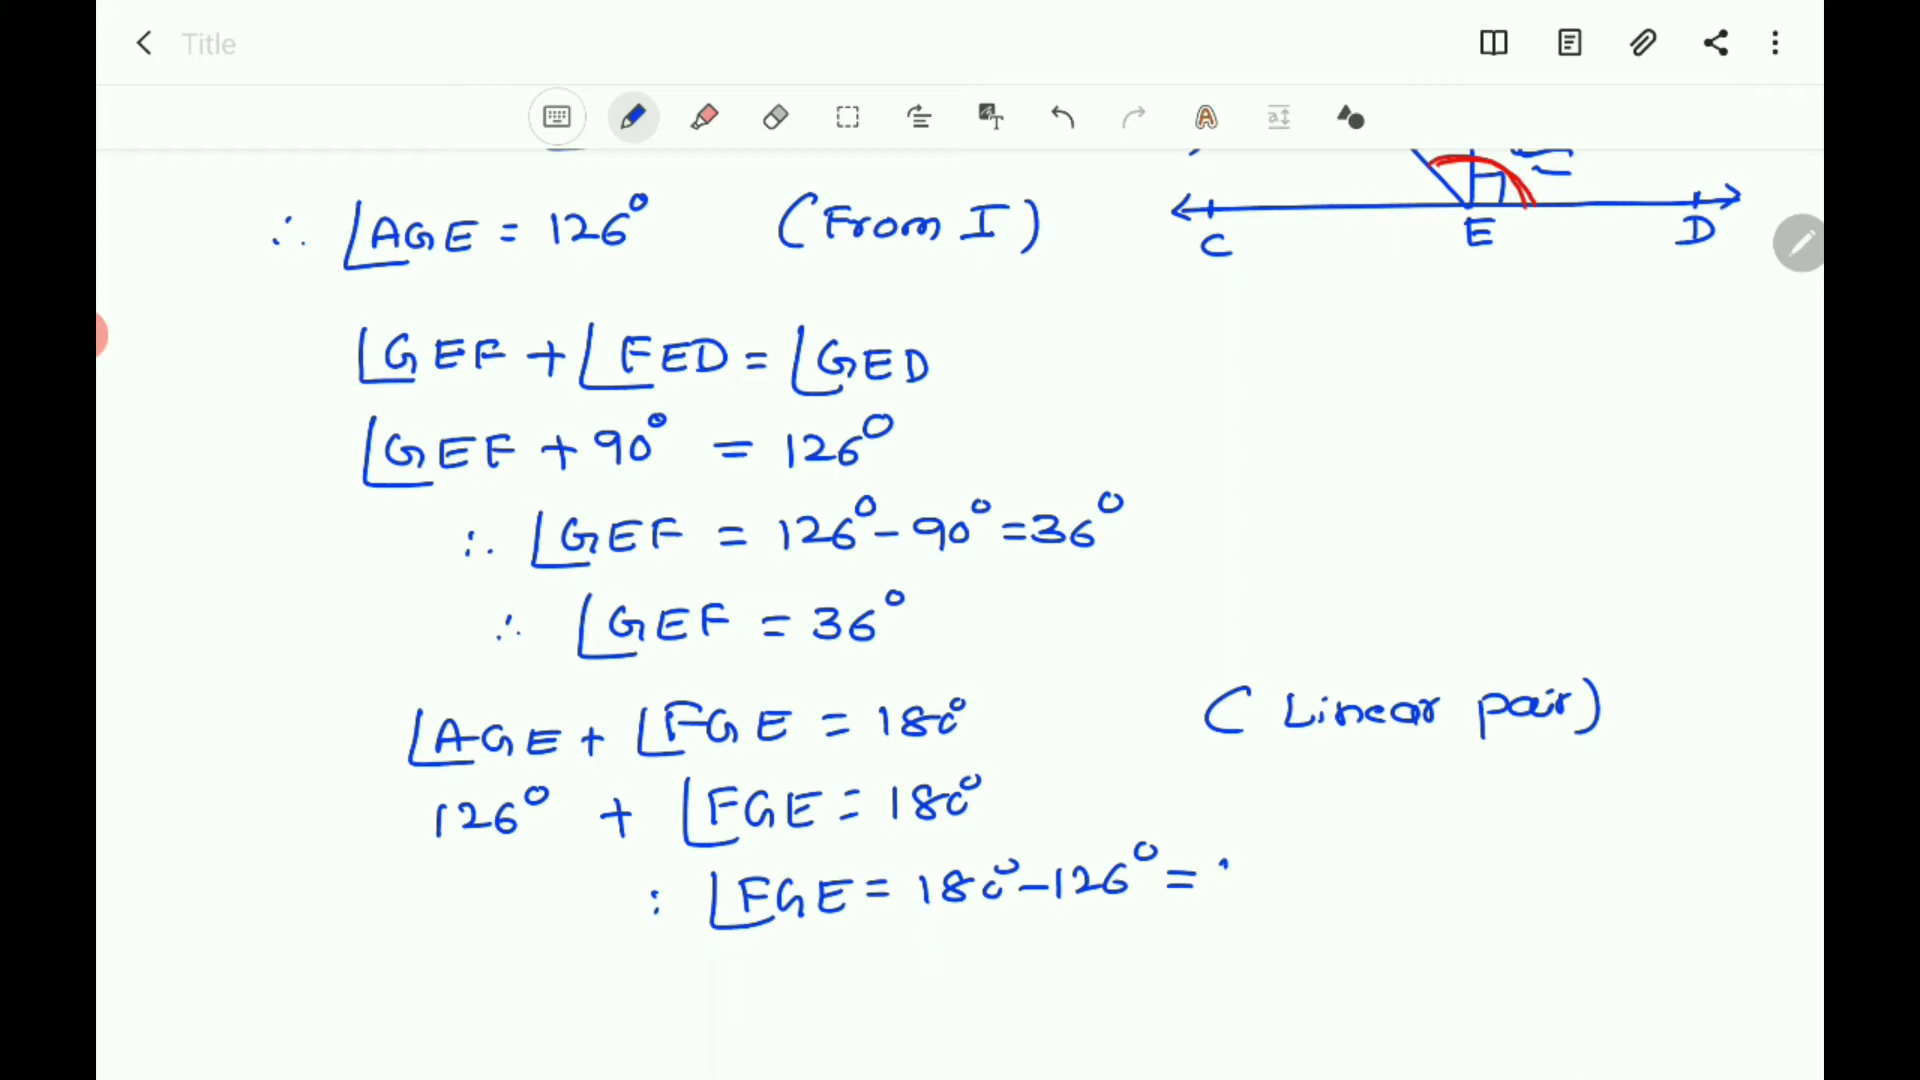 Title
∴ ∠AGE = 126° (From I)
C E D
∠GEF + ∠FED = ∠GED
∠GEF + 90° = 126°
∴ ∠GEF = 126° - 90° = 36°
∴ ∠GEF = 36°
∠AGE + ∠FGE = 180° (Linear pair)
126° + ∠FGE = 180°
: ∠FGE = 180° - 126° =